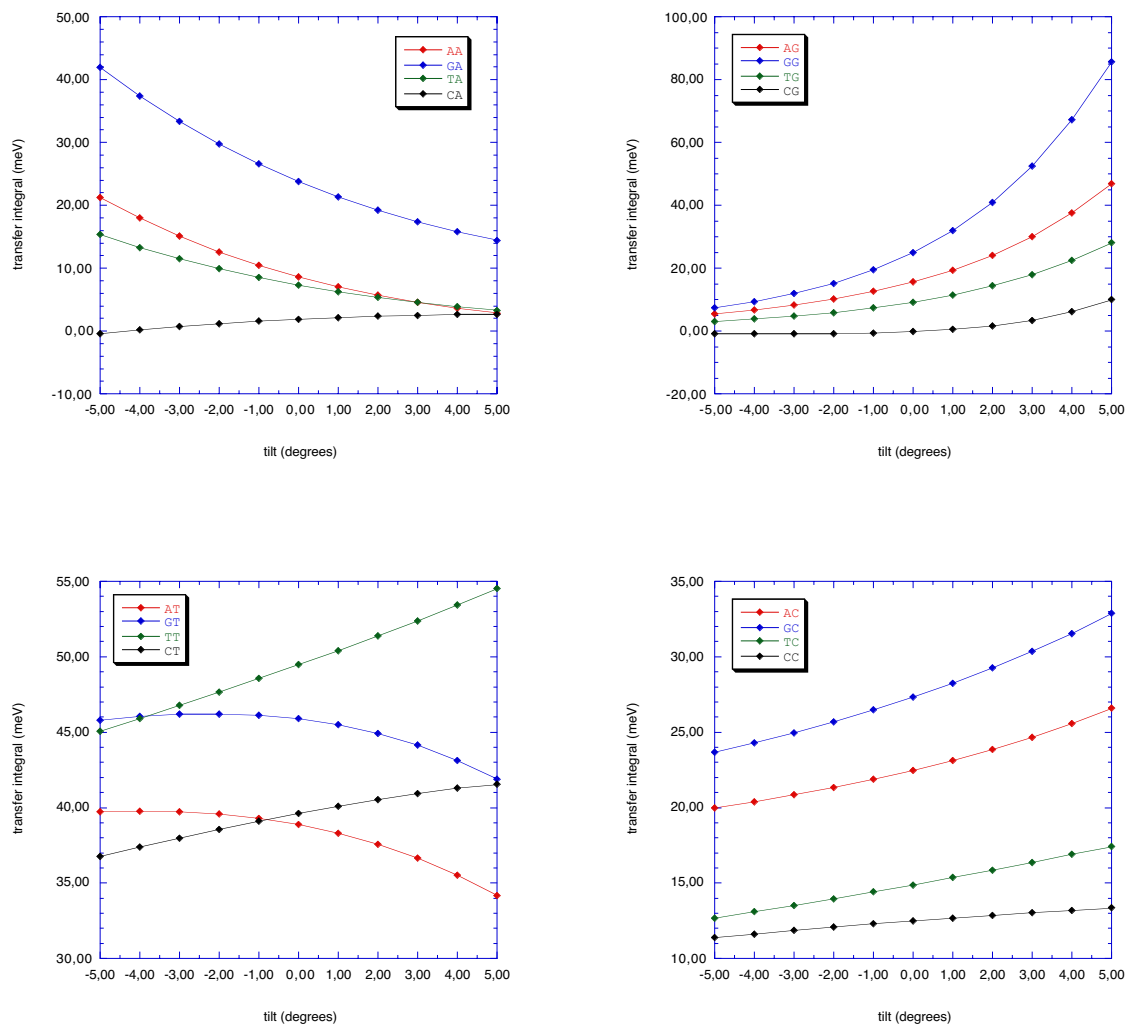 50,00
40,00
30,00
20,00
10,00
0,00
-10,00
transfer integral (meV)
AA
GA
TA
CA
-5,00 -4,00 -3,00 -2,00 -1,00 0,00 1,00 2,00 3,00 4,00 5,00
tilt (degrees)
100,00
80,00
60,00
40,00
20,00
0,00
-20,00
transfer integral (meV)
AG
GG
TG
CG
-5,00 -4,00 -3,00 -2,00 -1,00 0,00 1,00 2,00 3,00 4,00 5,00
tilt (degrees)
55,00
50,00
45,00
40,00
35,00
30,00
transfer integral (meV)
AT
GT
TT
CT
-5,00 -4,00 -3,00 -2,00 -1,00 0,00 1,00 2,00 3,00 4,00 5,00
tilt (degrees)
35,00
30,00
25,00
20,00
15,00
10,00
transfer integral (meV)
AC
GC
TC
CC
-5,00 -4,00 -3,00 -2,00 -1,00 0,00 1,00 2,00 3,00 4,00 5,00
tilt (degrees)